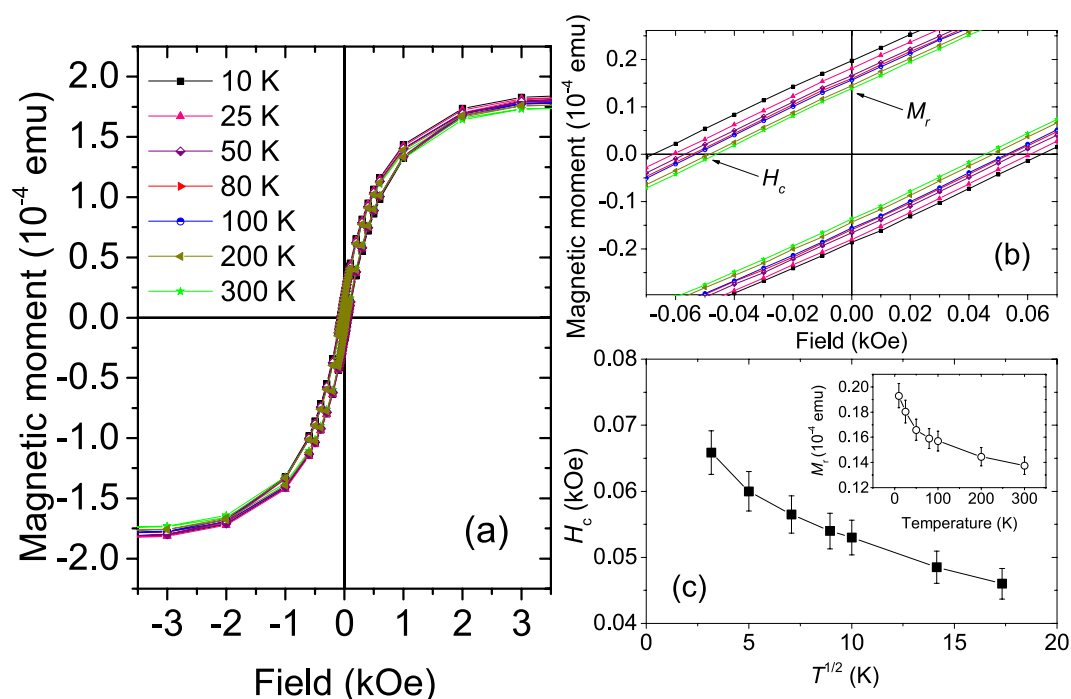 2.0
1.5
1.0
0.5
0.0
-0.5
-1.0
-1.5
-2.0
Magnetic moment (10⁻⁴ emu)
10 K
25 K
50 K
80 K
100 K
200 K
300 K
(a)
-3 -2 -1 0 1 2 3
Field (kOe)
0.2
0.1
0.0
-0.1
-0.2
Magnetic moment (10⁻⁴ emu)
Mr
Hc
(b)
-0.06 -0.04 -0.02 0.00 0.02 0.04 0.06
Field (kOe)
0.08
0.07
0.06
0.05
0.04
Hc (kOe)
0.20
0.18
0.16
0.14
0.12
Mr (10⁻⁴ emu)
0 100 200 300
Temperature (K)
(c)
0 5 10 15 20
T^1/2 (K)